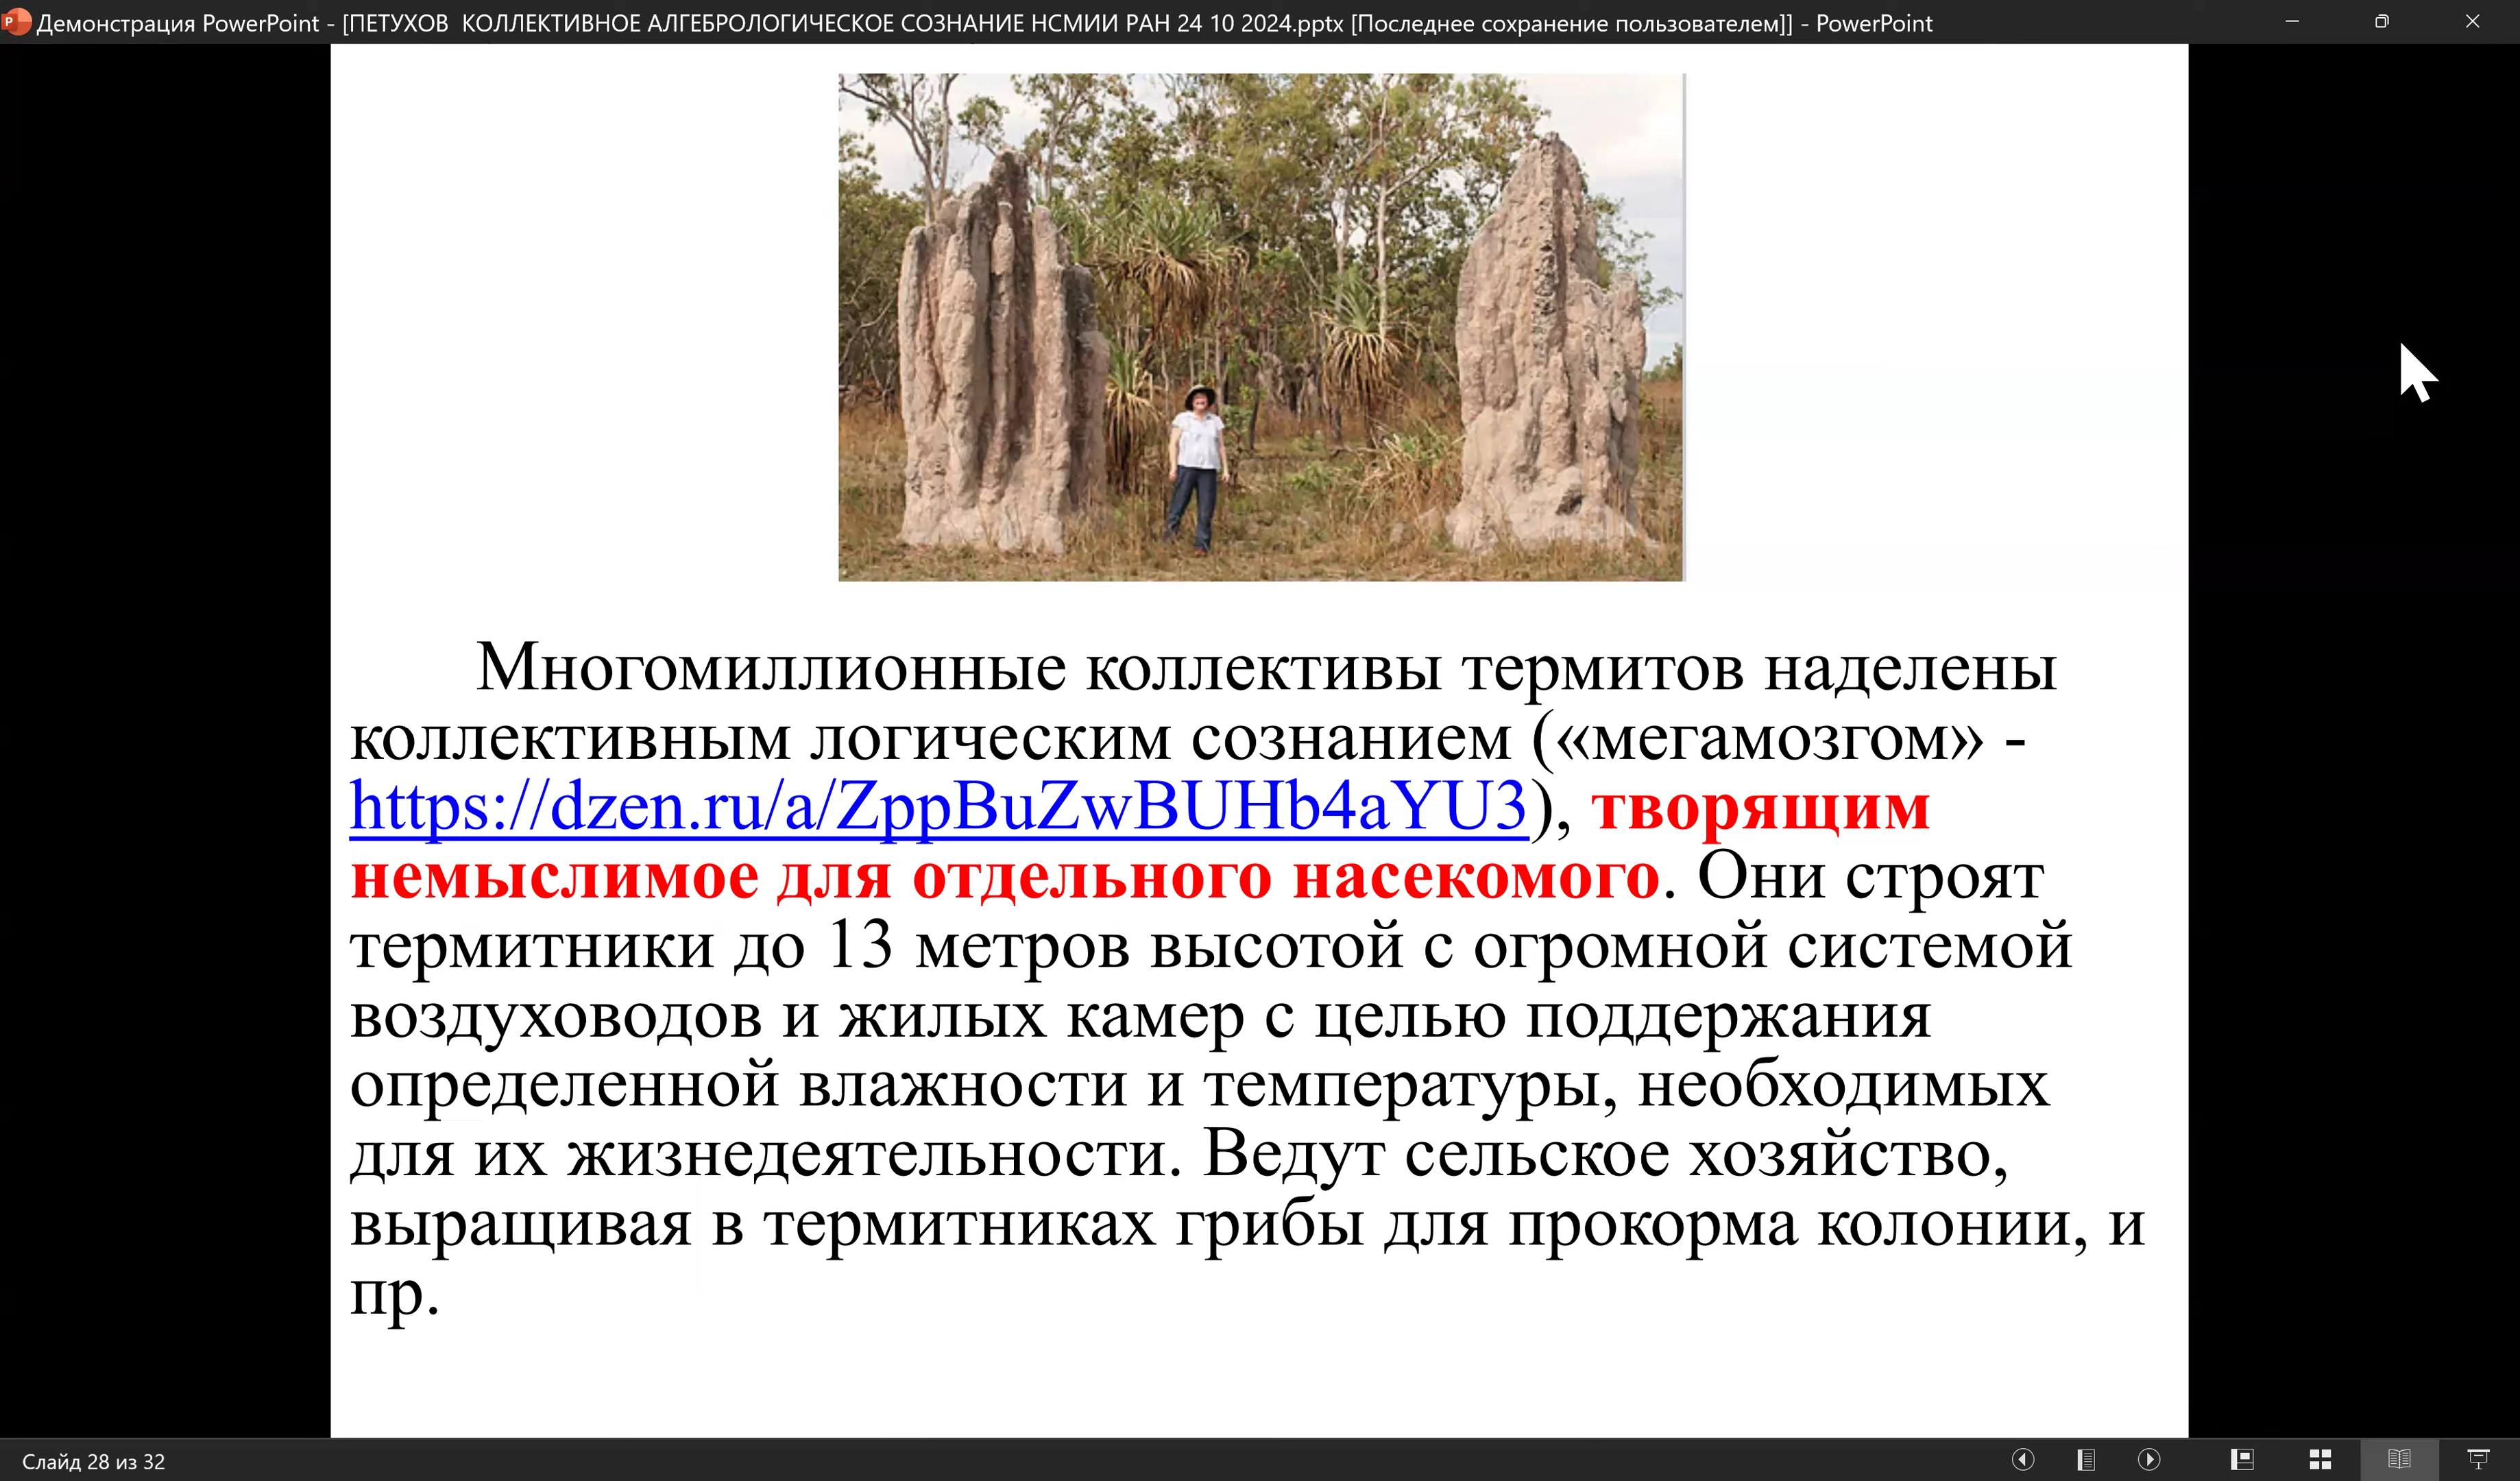 Демонстрация PowerPoint - [ПЕТУХОВ  КОЛЛЕКТИВНОЕ АЛГЕБРОЛОГИЧЕСКОЕ СОЗНАНИЕ НСМИИ РАН 24 10 2024.pptx [Последнее сохранение пользователем]] - PowerPoint
Многомиллионные коллективы термитов наделены
коллективным логическим сознанием («мегамозгом» -
https://dzen.ru/a/ZppBuZwBUHb4aYU3), творящим
немыслимое для отдельного насекомого. Они строят
термитники до 13 метров высотой с огромной системой
воздуховодов и жилых камер с целью поддержания
определенной влажности и температуры, необходимых
для их жизнедеятельности. Ведут сельское хозяйство,
выращивая в термитниках грибы для прокорма колонии, и
пр.
Слайд 28 из 32